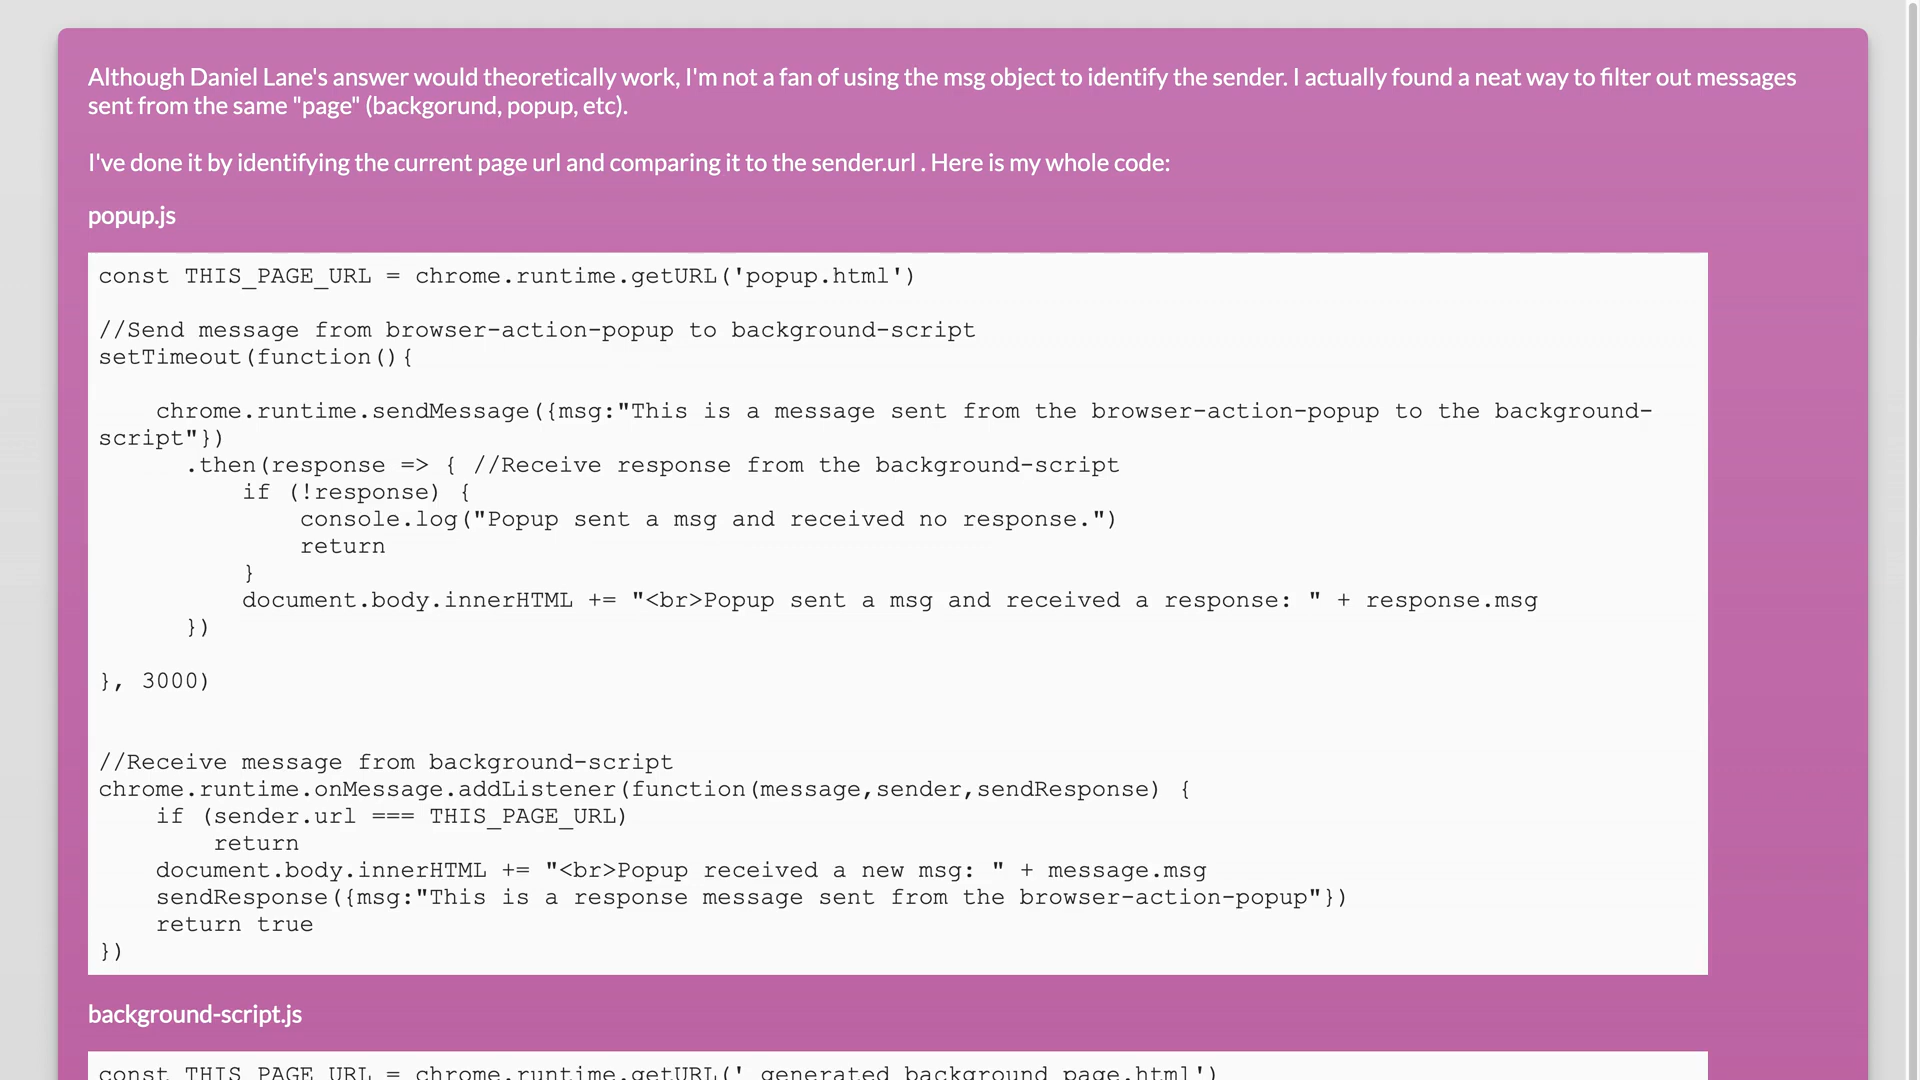 Although Daniel Lane's answer would theoretically work, I'm not a fan of using the msg object to identify the sender. I actually found a neat way to filter out messages
sent from the same "page" (backgorund, popup, etc).
I've done it by identifying the current page url and comparing it to the sender.url . Here is my whole code:
popup.js
const THIS_PAGE_URL = chrome.runtime.getURL('popup.html')
//Send message from browser-action-popup to background-script
setTimeout(function(){
chrome.runtime.sendMessage({msg:"This is a message sent from the browser-action-popup to the background-
script"})
.then(response => { //Receive response from the background-script
if (!response) {
console.log("Popup sent a msg and received no response.")
return
}
document.body.innerHTML += "<br>Popup sent a msg and received a response: " + response.msg
})
}, 3000)
//Receive message from background-script
chrome.runtime.onMessage.addListener(function(message,sender,sendResponse) {
if (sender.url === THIS_PAGE_URL)
return
document.body.innerHTML += "<br>Popup received a new msg: " + message.msg
sendResponse({msg:"This is a response message sent from the browser-action-popup"})
return true
})
background-script.js
const THIS_PAGE_URL = chrome.runtime.getURL('_generated_background_page.html')